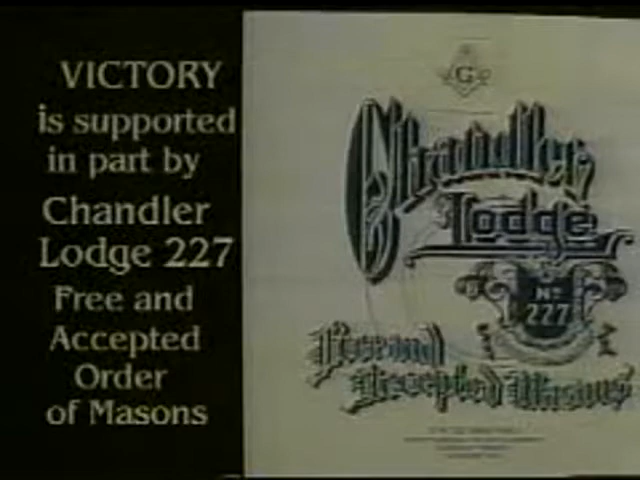 VICTORY
is supported
in part by
Chandler
Lodge 227
Free and
Accepted
Order
of Masons
G
Chandler
Lodge
No
227
Free and
Accepted Masons